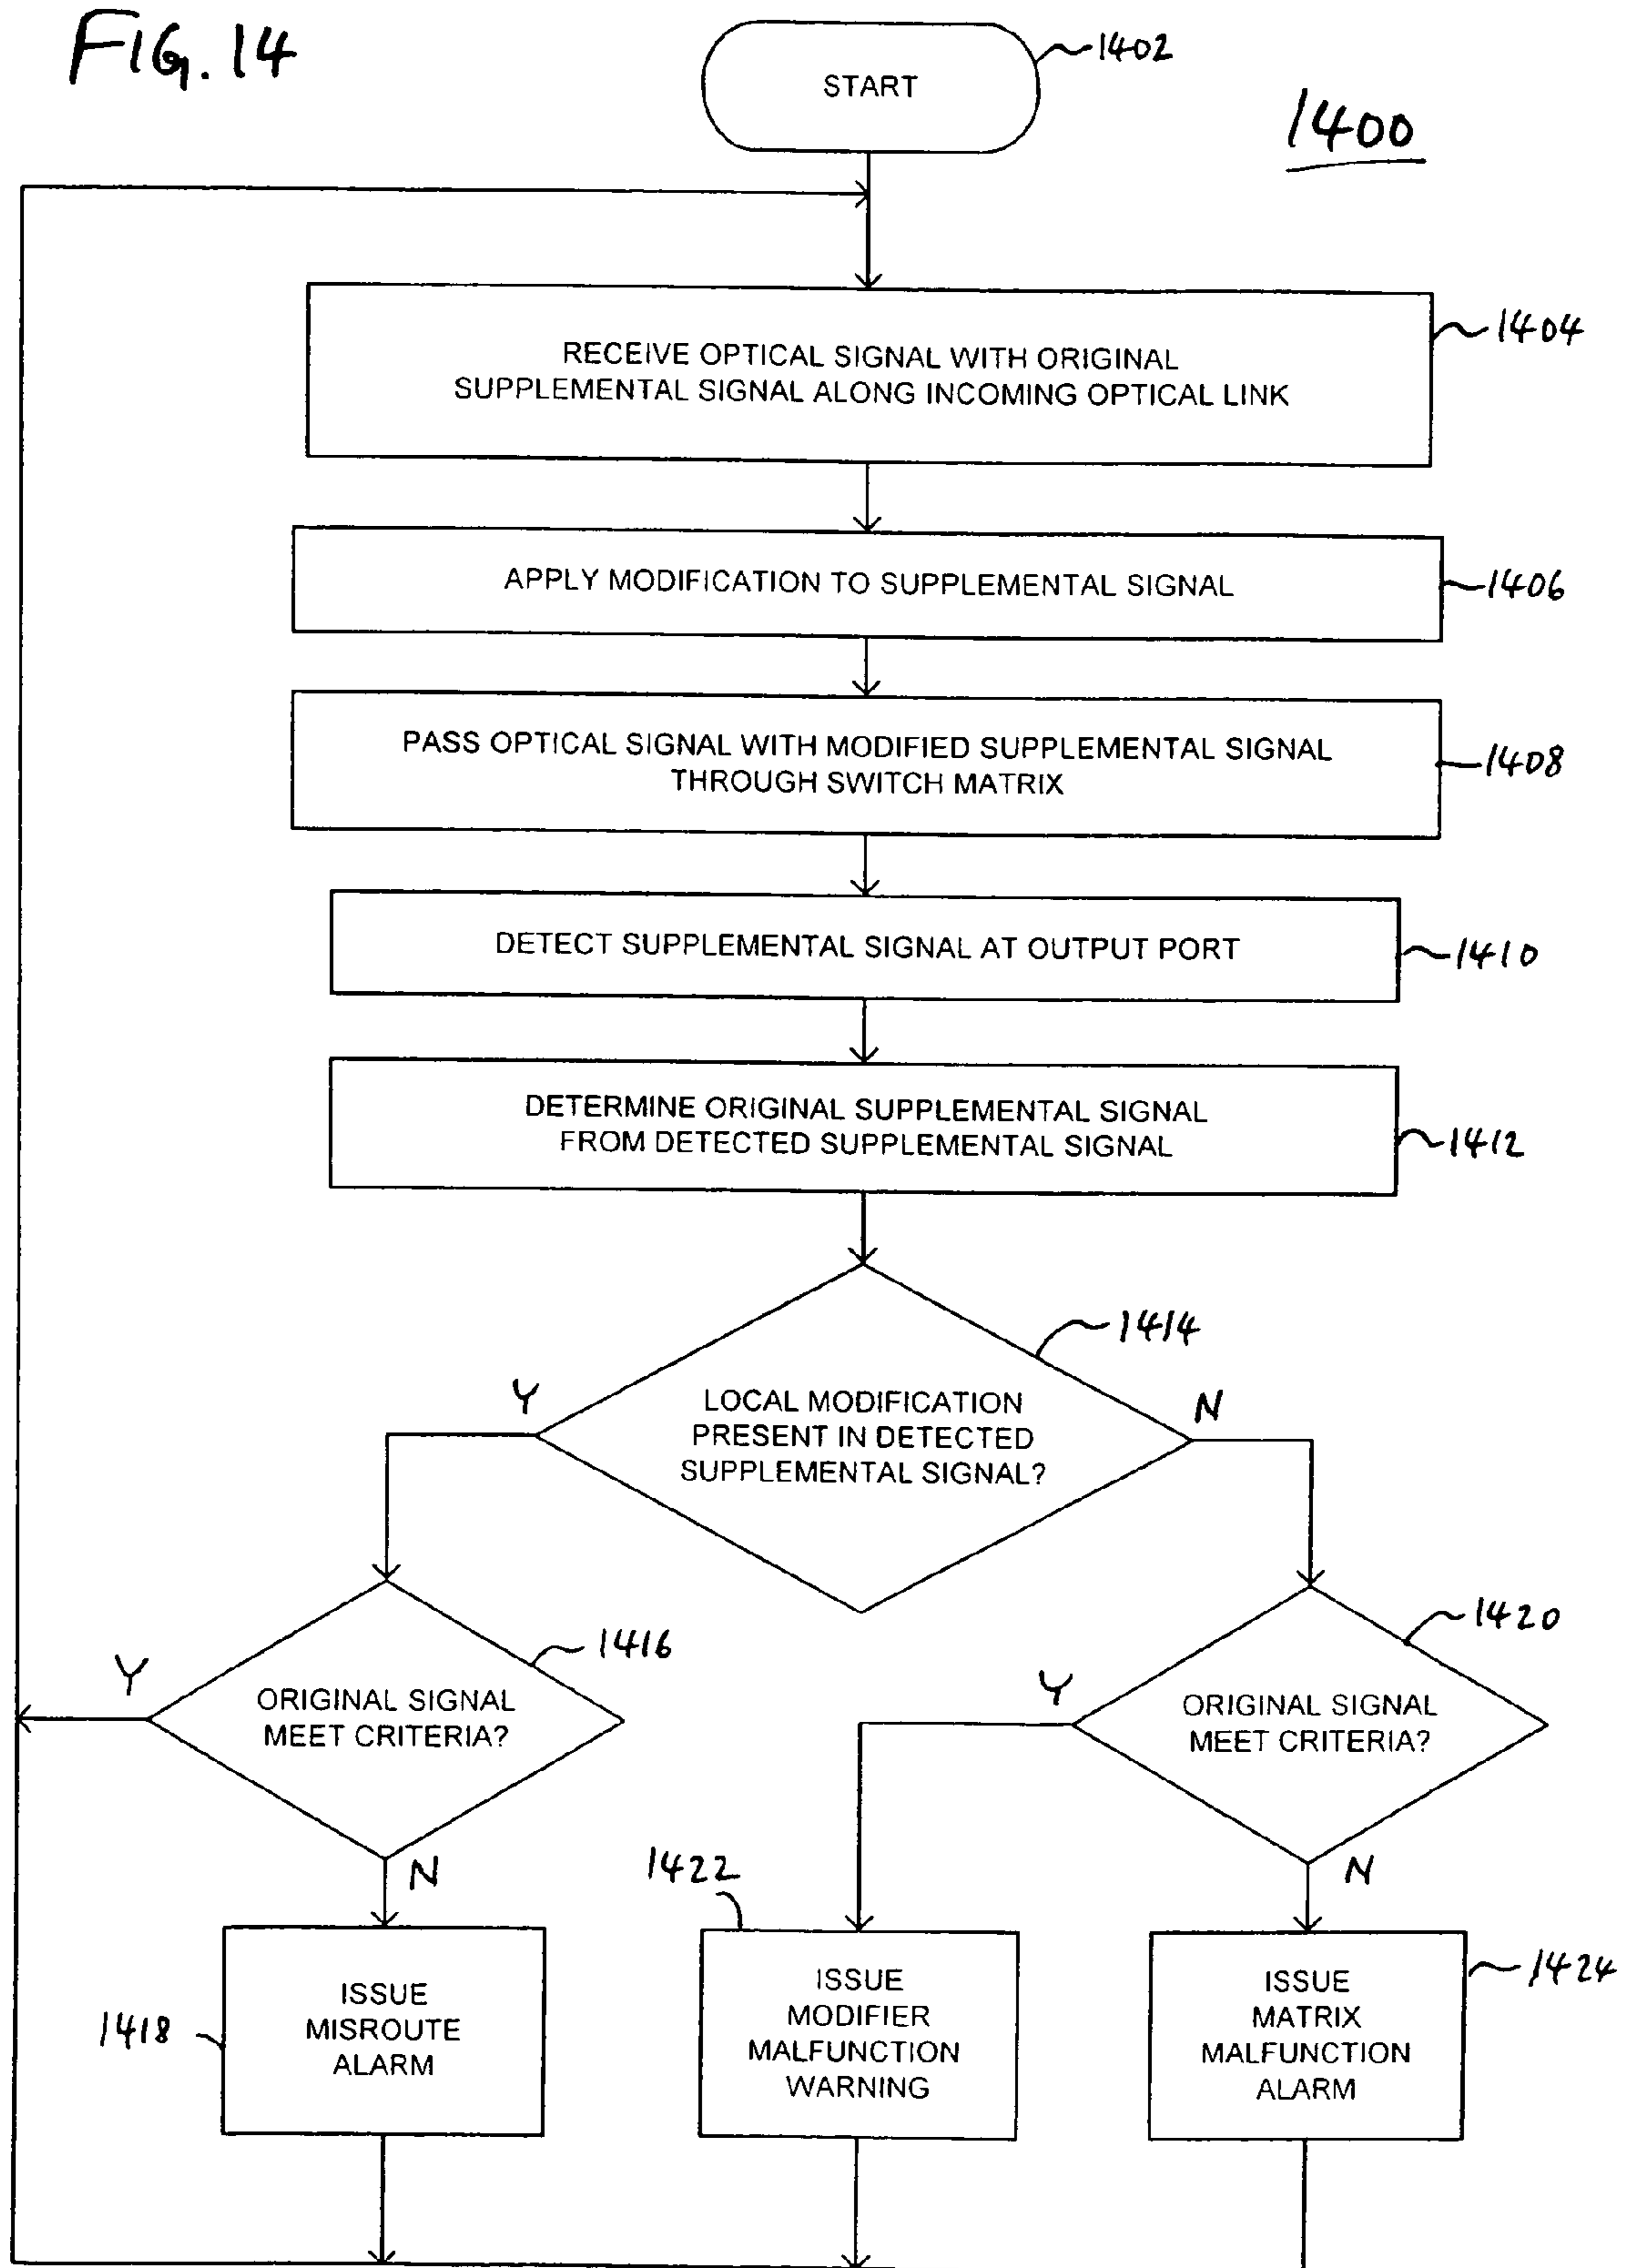 FIG. 14
START
1402
1400
RECEIVE OPTICAL SIGNAL WITH ORIGINAL
SUPPLEMENTAL SIGNAL ALONG INCOMING OPTICAL LINK
1404
APPLY MODIFICATION TO SUPPLEMENTAL SIGNAL
1406
PASS OPTICAL SIGNAL WITH MODIFIED SUPPLEMENTAL SIGNAL
THROUGH SWITCH MATRIX
1408
DETECT SUPPLEMENTAL SIGNAL AT OUTPUT PORT
1410
DETERMINE ORIGINAL SUPPLEMENTAL SIGNAL
FROM DETECTED SUPPLEMENTAL SIGNAL
1412
1414
Y
LOCAL MODIFICATION
PRESENT IN DETECTED
SUPPLEMENTAL SIGNAL?
N
1416
Y
ORIGINAL SIGNAL
MEET CRITERIA?
N
1420
Y
ORIGINAL SIGNAL
MEET CRITERIA?
N
1418
ISSUE
MISROUTE
ALARM
1422
ISSUE
MODIFIER
MALFUNCTION
WARNING
ISSUE
MATRIX
MALFUNCTION
ALARM
1424